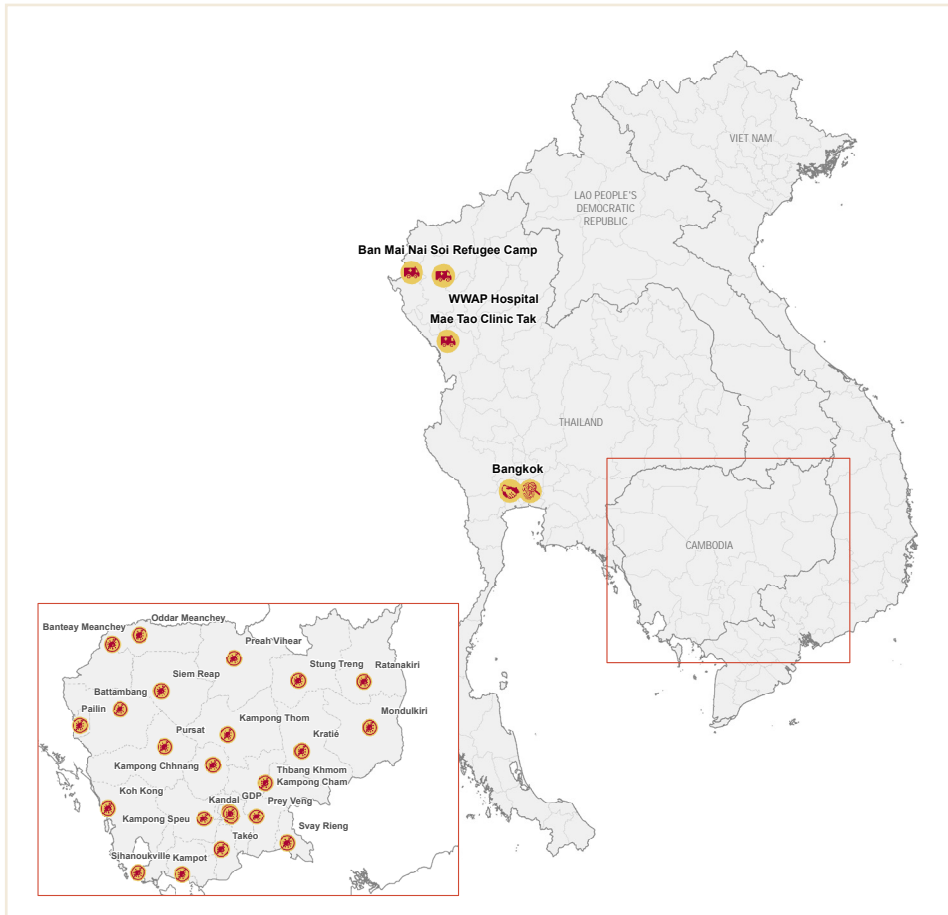 VIET NAM
LAO PEOPLE'S
DEMOCRATIC
REPUBLIC
Ban Mai Nai Soi Refugee Camp
WWAP Hospital
Mae Tao Clinic Tak
THAILAND
Bangkok
CAMBODIA
Oddar Meanchey
Banteay Meanchey
Preah Vihear
Siem Reap
Stung Treng
Ratanakiri
Battambang
Pailin
Kampong Thom
Mondulkiri
Pursat
Kratié
Kampong Chhnang
Thbang Khmom
Kampong Cham
Koh Kong
Kandal
GDP
Prey Veng
Kampong Speu
Svay Rieng
Takéo
Sihanoukville
Kampot